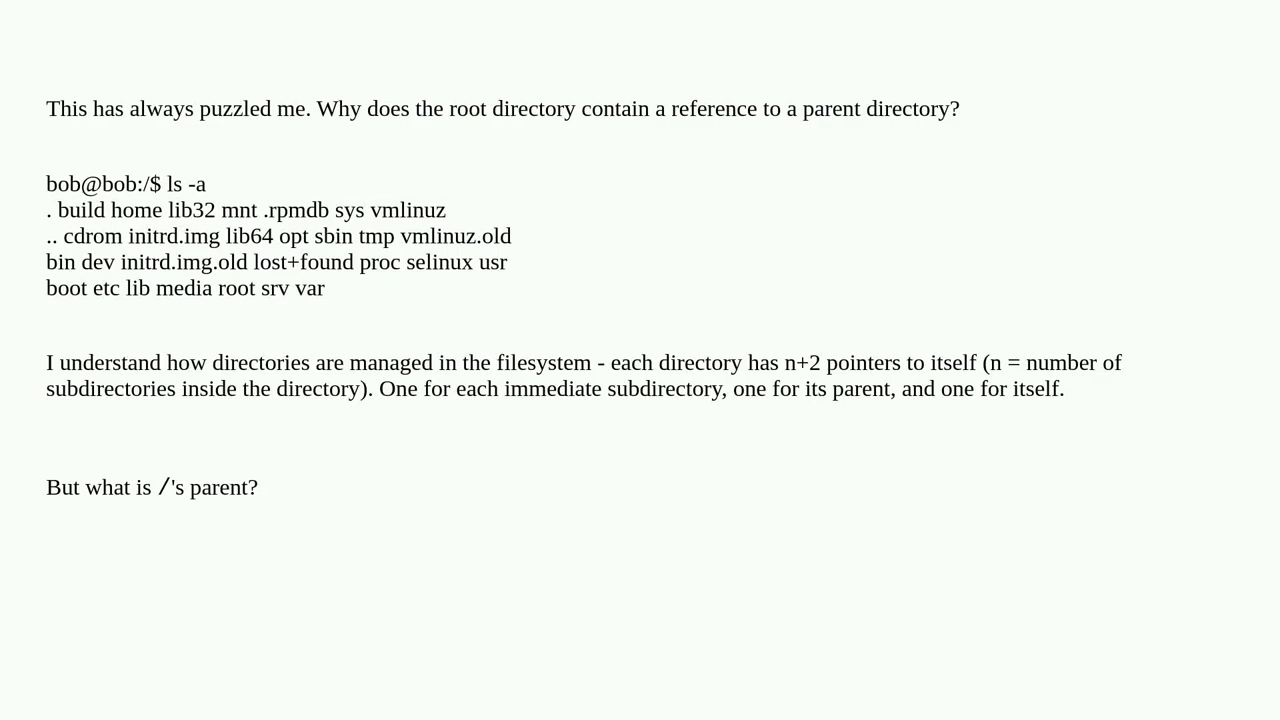 This has always puzzled me. Why does the root directory contain a reference to a parent directory?
bob@bob:/$ ls -a
. build home lib32 mnt .rpmdb sys vmlinuz
.. cdrom initrd.img lib64 opt sbin tmp vmlinuz.old
bin dev initrd.img.old lost+found proc selinux usr
boot etc lib media root srv var
I understand how directories are managed in the filesystem - each directory has n+2 pointers to itself (n = number of
subdirectories inside the directory). One for each immediate subdirectory, one for its parent, and one for itself.
But what is /'s parent?